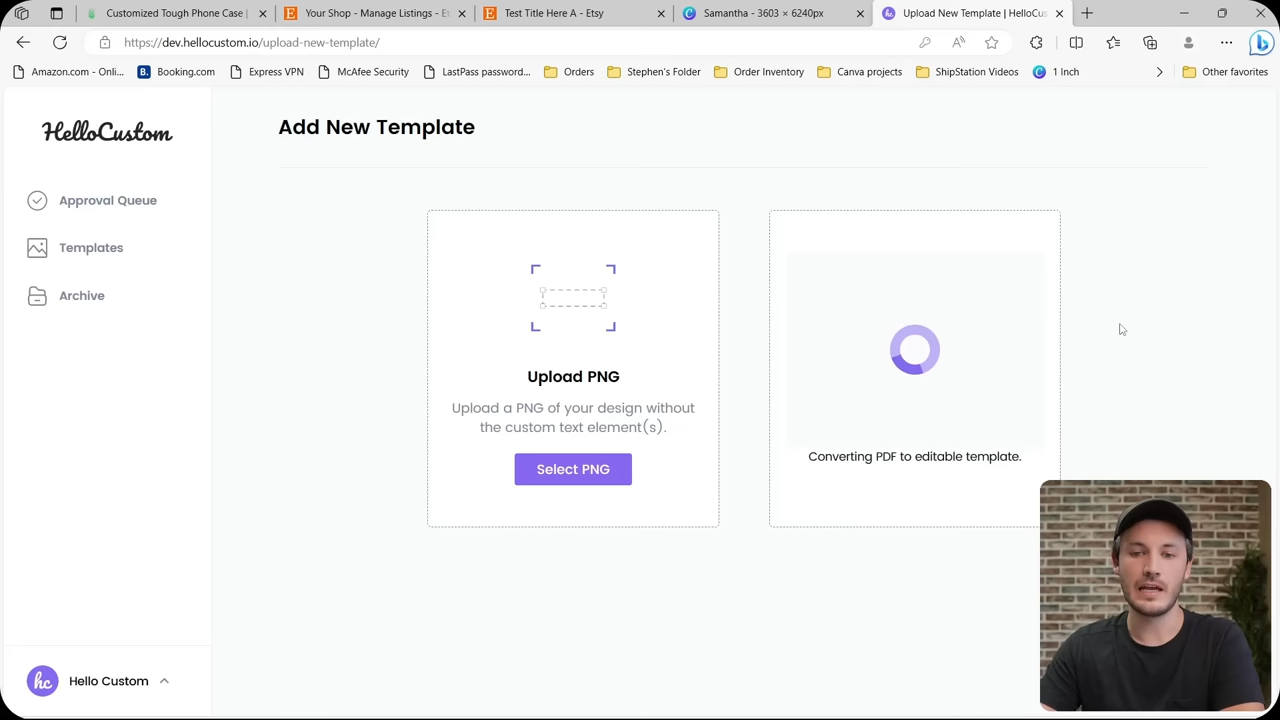 Customized Tough Phone Case |
Your Shop - Manage Listings - Et
Test Title Here A - Etsy
Samantha - 3603 × 6240px
Upload New Template | HelloCus
https://dev.hellocustom.io/upload-new-template/
Amazon.com - Onli...
Booking.com
Express VPN
McAfee Security
LastPass password...
Orders
Stephen's Folder
Order Inventory
Canva projects
ShipStation Videos
1 Inch
Other favorites
HelloCustom
Approval Queue
Templates
Archive
hc
Hello Custom
Add New Template
Upload PNG
Upload a PNG of your design without
the custom text element(s).
Select PNG
Converting PDF to editable template.